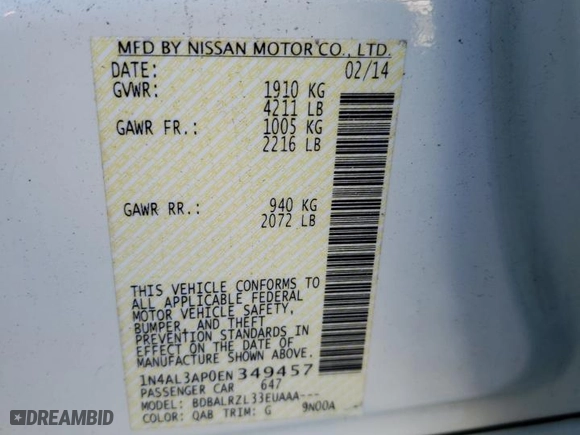 MFD BY NISSAN MOTOR CO., LTD.
DATE: 02/14
GVWR: 1910 KG
4211 LB
GAWR FR.: 1005 KG
2216 LB
GAWR RR.: 940 KG
2072 LB
THIS VEHICLE CONFORMS TO
ALL APPLICABLE FEDERAL
MOTOR VEHICLE SAFETY,
BUMPER, AND THEFT
PREVENTION STANDARDS IN
EFFECT ON THE DATE OF
MANUFACTURE SHOWN ABOVE.
1N4AL3AP0EN349457
PASSENGER CAR 647
MODEL: BDBALRZL33EUAAA---
COLOR: QAB TRIM: G 9N00A
AUTOBIDCAR